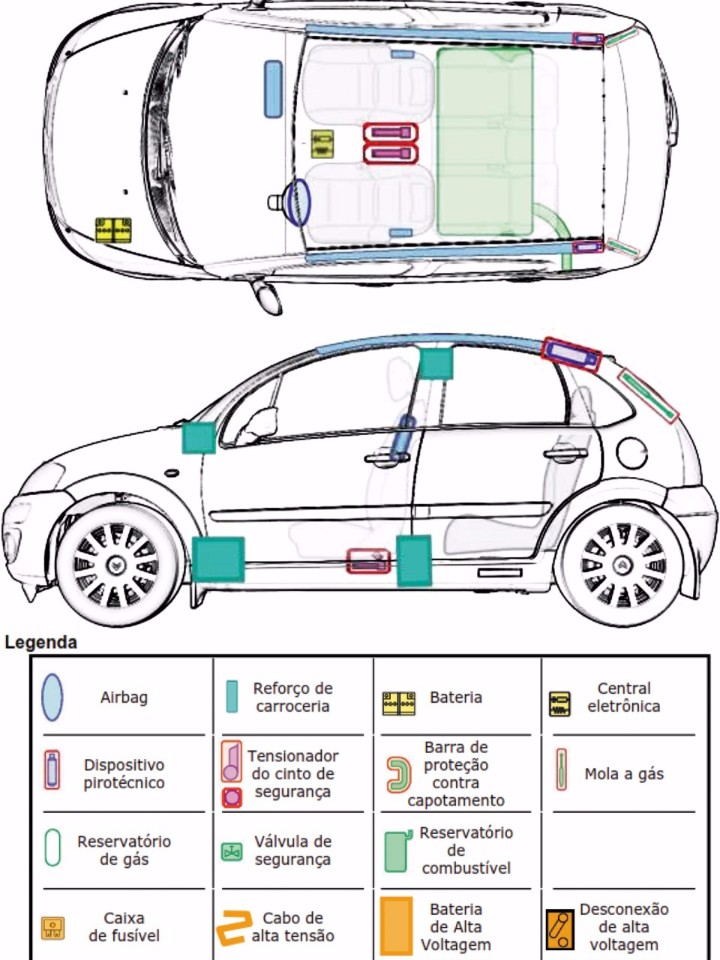 Legenda
Airbag
Reforço de
carroceria
Bateria
Central
eletrônica
Dispositivo
pirotécnico
Tensionador
do cinto de
segurança
Barra de
proteção
contra
capotamento
Mola a gás
Reservatório
de gás
Válvula de
segurança
Reservatório
de
combustível
Caixa
de fusível
Cabo de
alta tensão
Bateria
de Alta
Voltagem
Desconexão
de alta
voltagem